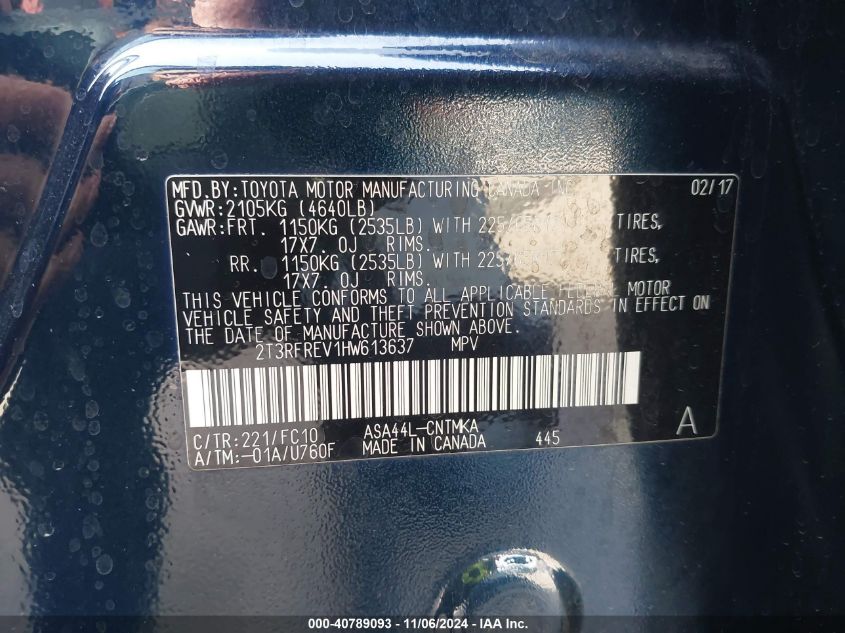 MFD.BY:TOYOTA MOTOR MANUFACTURING CANADA INC. 02/17
GVWR:2105KG (4640LB)
GAWR:FRT. 1150KG (2535LB) WITH TIRES,
17X7. 0J RIMS.
RR. 1150KG (2535LB) WITH TIRES,
17X7. 0J RIMS.
THIS VEHICLE CONFORMS TO ALL APPLICABLE FEDERAL MOTOR
VEHICLE SAFETY AND THEFT PREVENTION STANDARDS IN EFFECT ON
THE DATE OF MANUFACTURE SHOWN ABOVE.
2T3RFREV1HW613637 MPV
C/TR:221/FC10 ASA44L-CNTMKA A
A/TM:-01A/U760F MADE IN CANADA 445
000-40789093 - 11/06/2024 - IAA Inc.